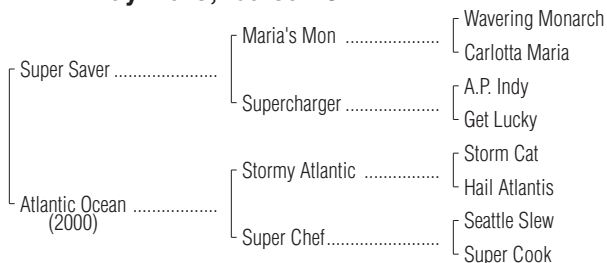 Maria's Mon ....................
Wavering Monarch
Carlotta Maria
Super Saver ......................
Supercharger ....................
A.P. Indy
Get Lucky
Stormy Atlantic ................
Storm Cat
Hail Atlantis
Atlantic Ocean ..................
(2000)
Super Chef........................
Seattle Slew
Super Cook